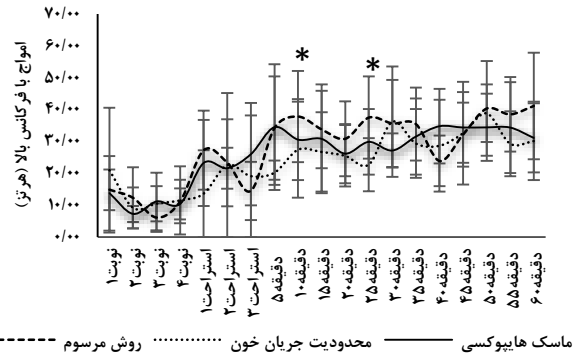 ۷۰/۰۰
۶۰/۰۰
۵۰/۰۰
۴۰/۰۰
۳۰/۰۰
۲۰/۰۰
۱۰/۰۰
۰/۰۰
امواج با فرکانس بالا (هرتز)
*
*
نوبت۱
نوبت۲
نوبت۳
نوبت۴
استراحت۱
استراحت۲
استراحت۳
دقیقه۵
دقیقه۱۰
دقیقه۱۵
دقیقه۲۰
دقیقه۲۵
دقیقه۳۰
دقیقه۳۵
دقیقه۴۰
دقیقه۴۵
دقیقه۵۰
دقیقه۵۵
دقیقه۶۰
ماسک هایپوکسی محدودیت جریان خون روش مرسوم